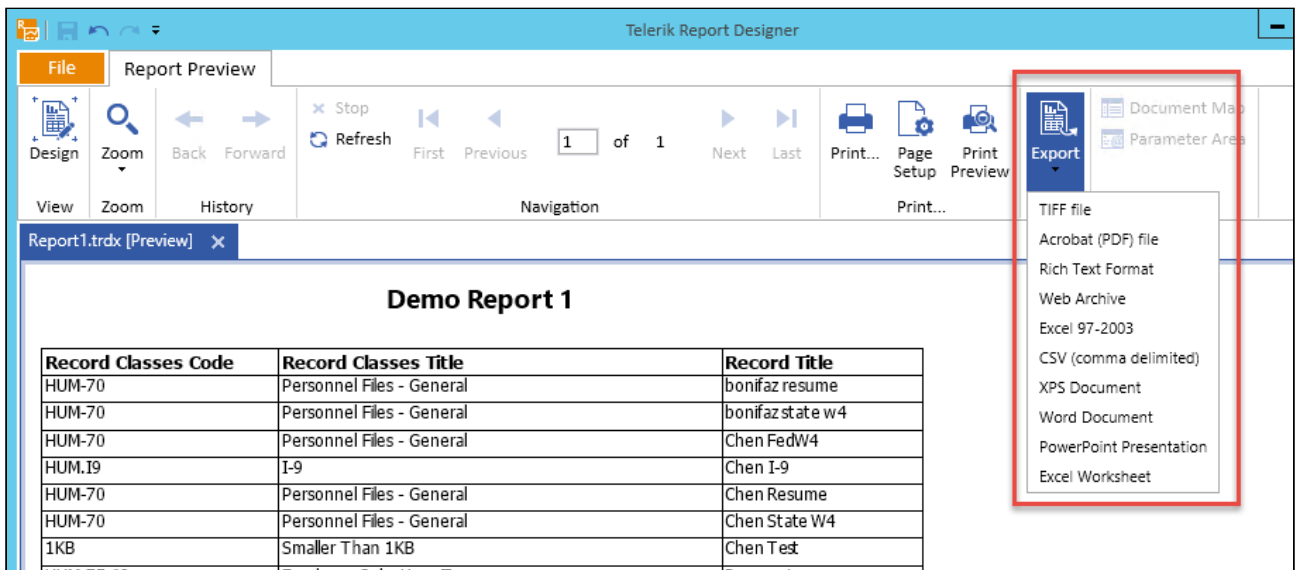 Telerik Report Designer
File Report Preview
Design Zoom Back Forward Stop Refresh First Previous 1 of 1 Next Last Print... Page Setup Print Preview Export Document Map Parameter Area
View Zoom History Navigation Print...
Report1.trdx [Preview]
TIFF file
Acrobat (PDF) file
Rich Text Format
Web Archive
Excel 97-2003
CSV (comma delimited)
XPS Document
Word Document
PowerPoint Presentation
Excel Worksheet
Demo Report 1
Record Classes Code Record Classes Title Record Title
HUM-70 Personnel Files - General bonifaz resume
HUM-70 Personnel Files - General bonifaz state w4
HUM-70 Personnel Files - General Chen FedW4
HUM.I9 I-9 Chen I-9
HUM-70 Personnel Files - General Chen Resume
HUM-70 Personnel Files - General Chen State W4
1KB Smaller Than 1KB Chen Test